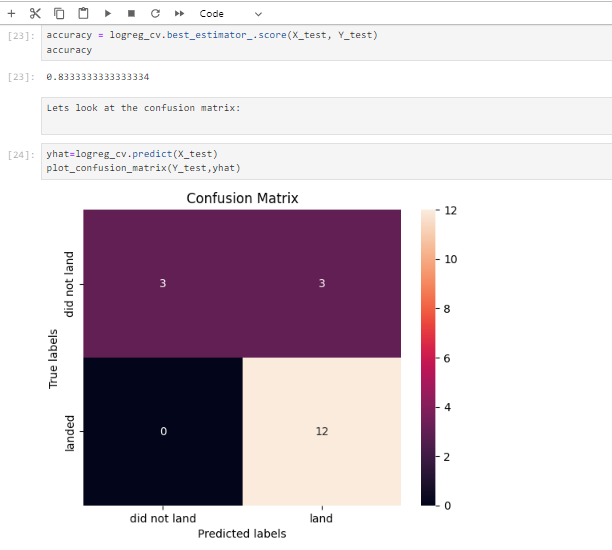 Code
[23]: accuracy = logreg_cv.best_estimator_.score(X_test, Y_test)
accuracy
[23]: 0.8333333333333334
Lets look at the confusion matrix:
[24]: yhat=logreg_cv.predict(X_test)
plot_confusion_matrix(Y_test,yhat)
Confusion Matrix
12
10
8
6
4
2
0
True labels
did not land
3 3
landed
0 12
did not land land
Predicted labels